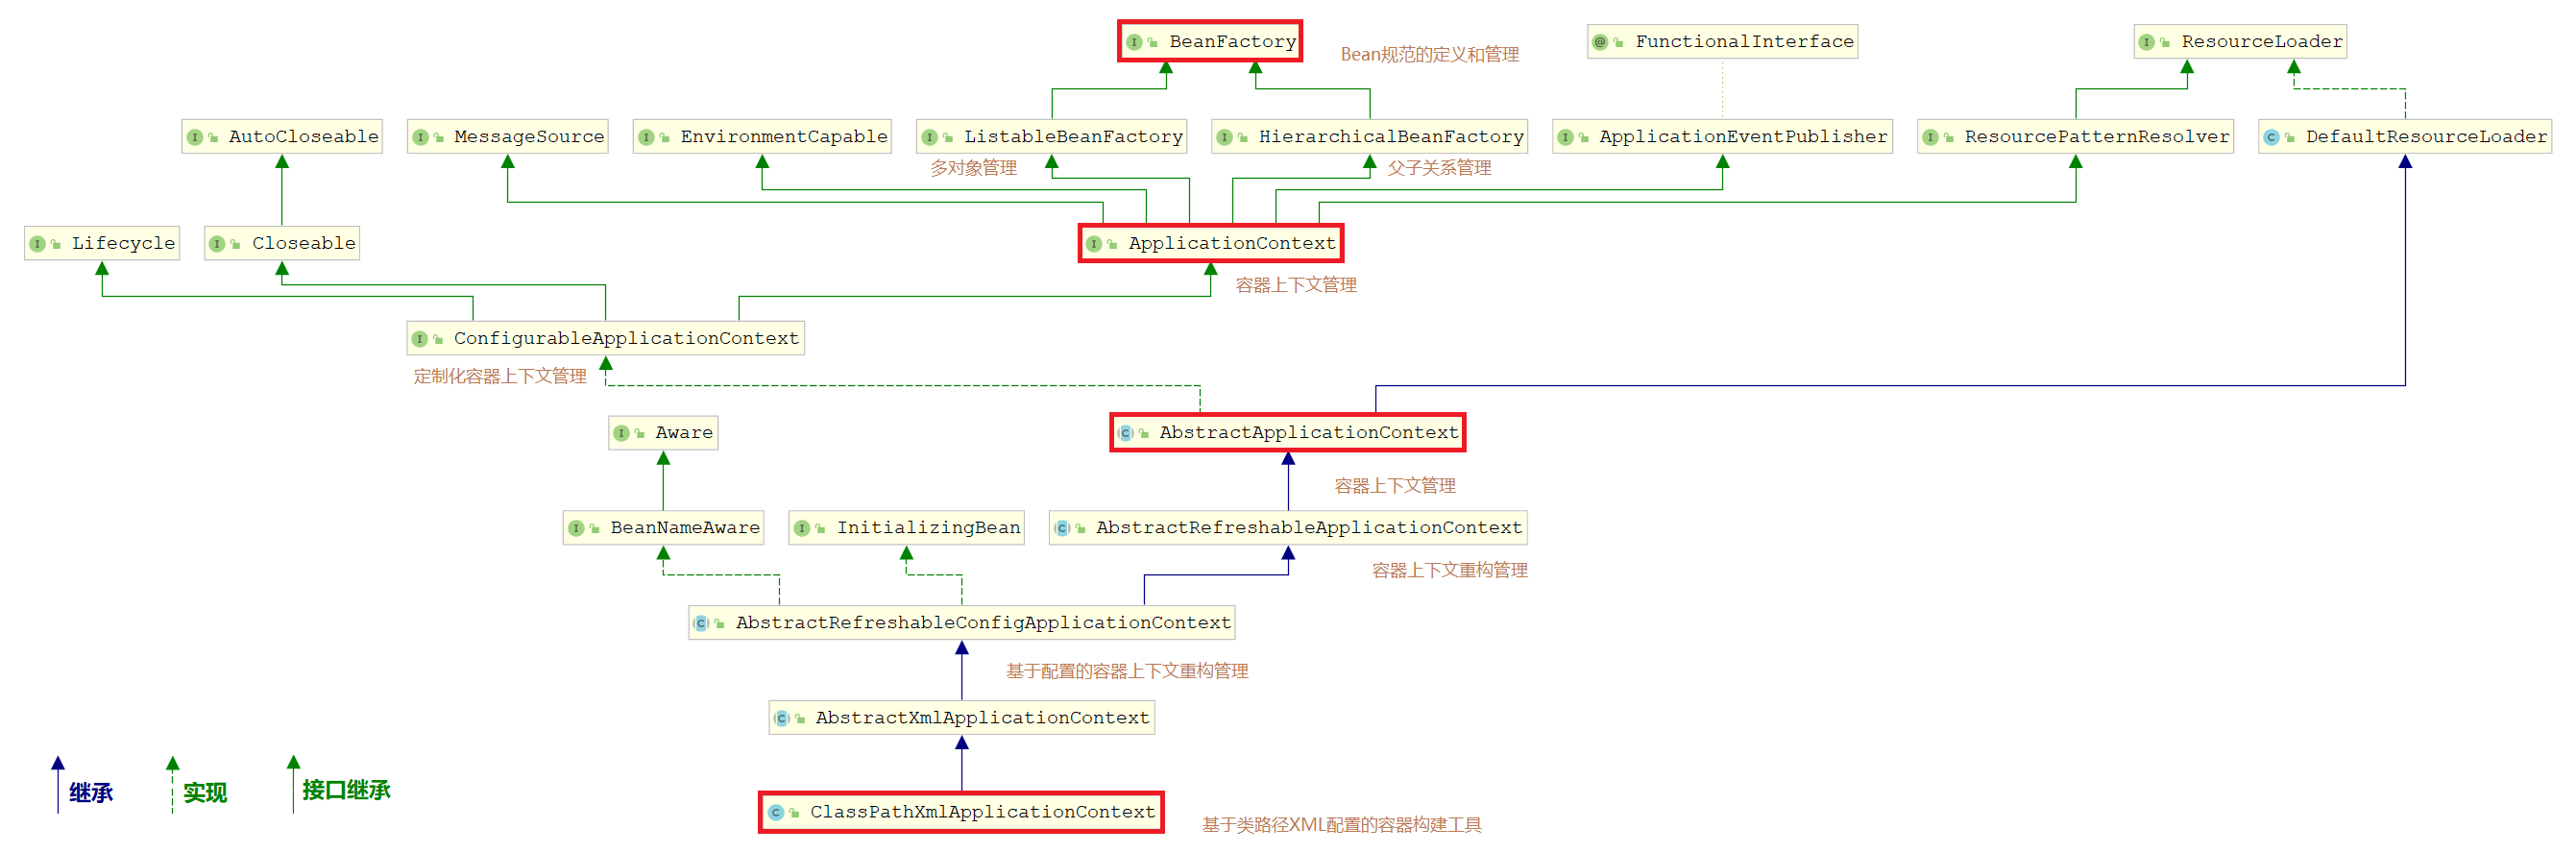 BeanFactory
Bean规范的定义和管理
FunctionalInterface
ResourceLoader
AutoCloseable
MessageSource
EnvironmentCapable
ListableBeanFactory
HierarchicalBeanFactory
ApplicationEventPublisher
ResourcePatternResolver
DefaultResourceLoader
多对象管理
父子关系管理
Lifecycle
Closeable
ApplicationContext
容器上下文管理
ConfigurableApplicationContext
定制化容器上下文管理
Aware
AbstractApplicationContext
容器上下文管理
BeanNameAware
InitializingBean
AbstractRefreshableApplicationContext
容器上下文重构管理
AbstractRefreshableConfigApplicationContext
基于配置的容器上下文重构管理
AbstractXmlApplicationContext
继承
实现
接口继承
ClassPathXmlApplicationContext
基于类路径XML配置的容器构建工具